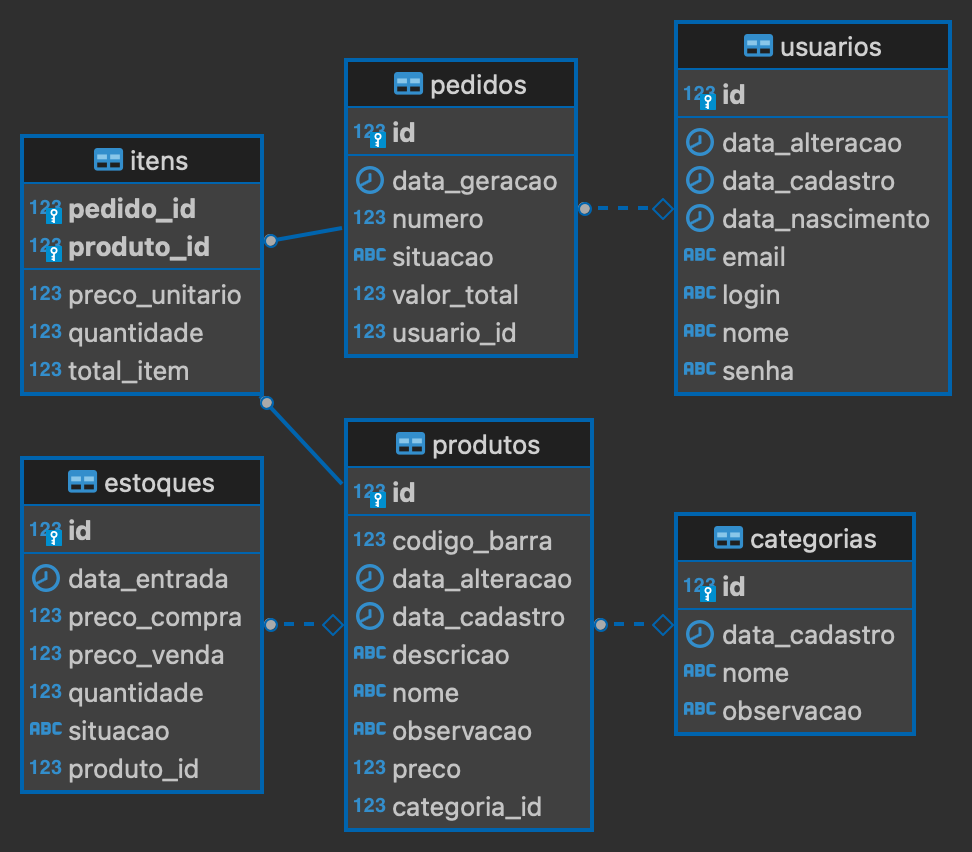 itens
123 pedido_id
123 produto_id
123 preco_unitario
123 quantidade
123 total_item
pedidos
123 id
data_geracao
123 numero
ABC situacao
123 valor_total
123 usuario_id
usuarios
123 id
data_alteracao
data_cadastro
data_nascimento
ABC email
ABC login
ABC nome
ABC senha
estoques
123 id
data_entrada
123 preco_compra
123 preco_venda
123 quantidade
ABC situacao
123 produto_id
produtos
123 id
123 codigo_barra
data_alteracao
data_cadastro
ABC descricao
ABC nome
ABC observacao
123 preco
123 categoria_id
categorias
123 id
data_cadastro
ABC nome
ABC observacao